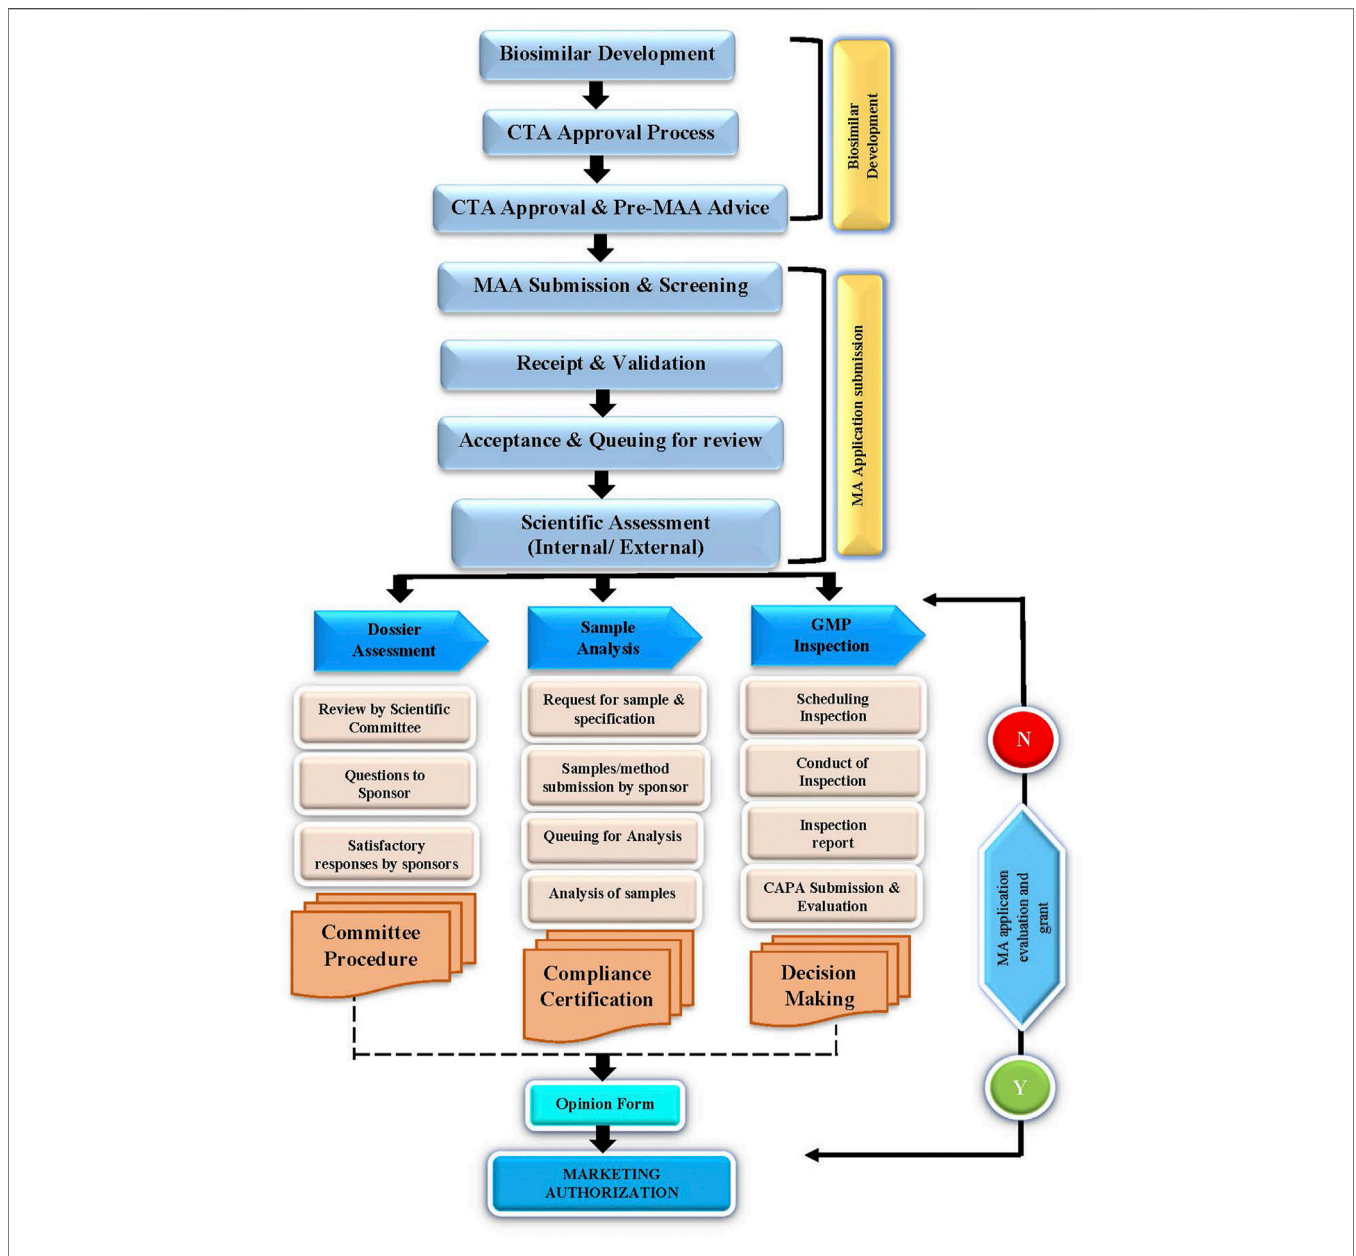 Biosimilar Development
CTA Approval Process
CTA Approval & Pre-MAA Advice
Biosimilar
Development
MAA Submission & Screening
Receipt & Validation
Acceptance & Queuing for review
Scientific Assessment
(Internal/ External)
MA Application submission
Dossier
Assessment
Review by Scientific
Committee
Questions to
Sponsor
Satisfactory
responses by sponsors
Committee
Procedure
Sample
Analysis
Request for sample &
specification
Samples/method
submission by sponsor
Queuing for Analysis
Analysis of samples
Compliance
Certification
GMP
Inspection
Scheduling
Inspection
Conduct of
Inspection
Inspection
report
CAPA Submission &
Evaluation
Decision
Making
N
MA application
evaluation and
grant
Y
Opinion Form
MARKETING
AUTHORIZATION